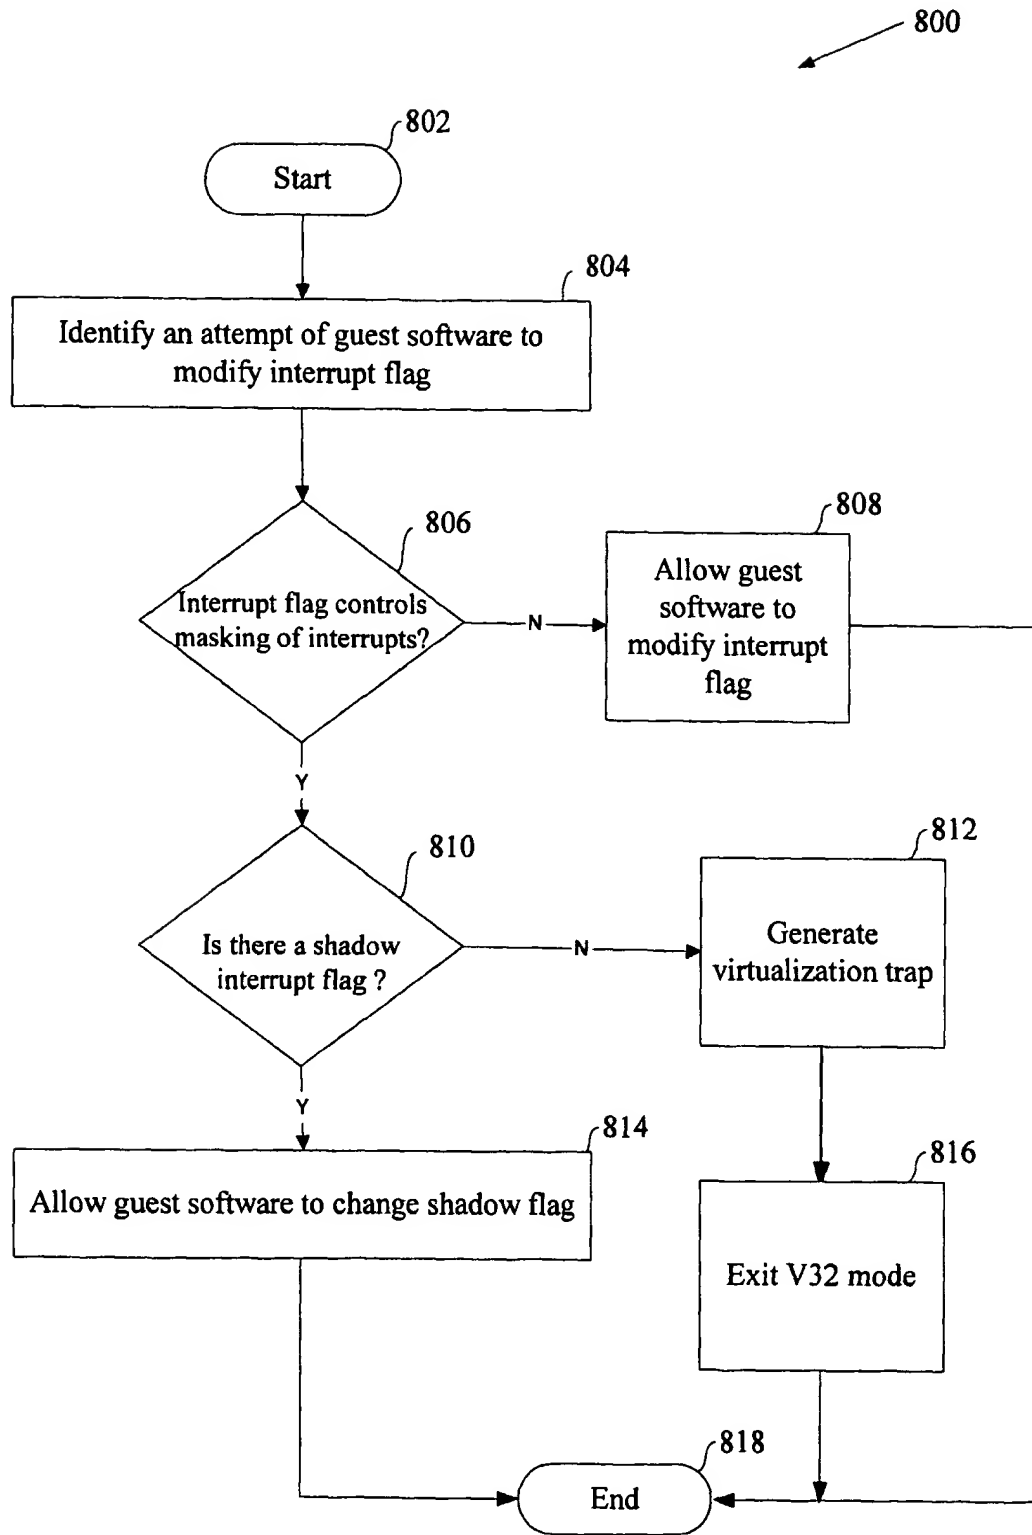 800
802
Start
804
Identify an attempt of guest software to
modify interrupt flag
806
Interrupt flag controls
masking of interrupts?
N
808
Allow guest
software to
modify interrupt
flag
Y
810
Is there a shadow
interrupt flag ?
N
812
Generate
virtualization trap
Y
814
Allow guest software to change shadow flag
816
Exit V32 mode
818
End